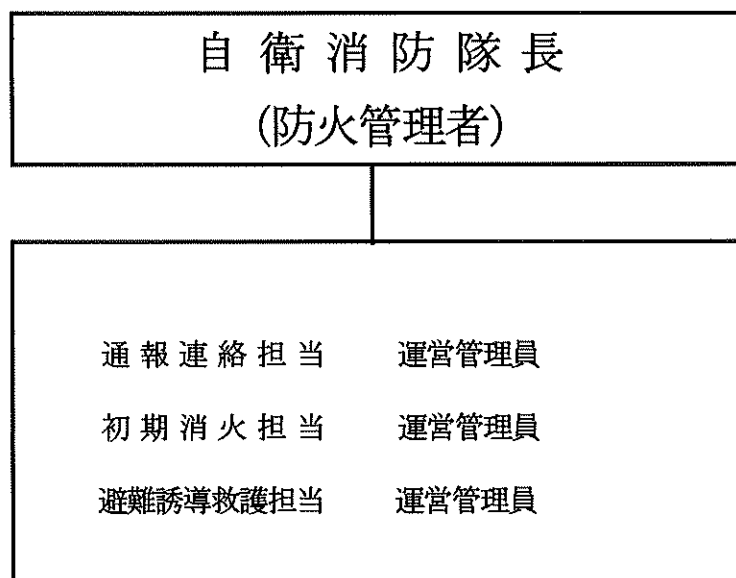 自衛消防隊長
(防火管理者)
通報連絡担当 運営管理員
初期消火担当 運営管理員
避難誘導救護担当 運営管理員